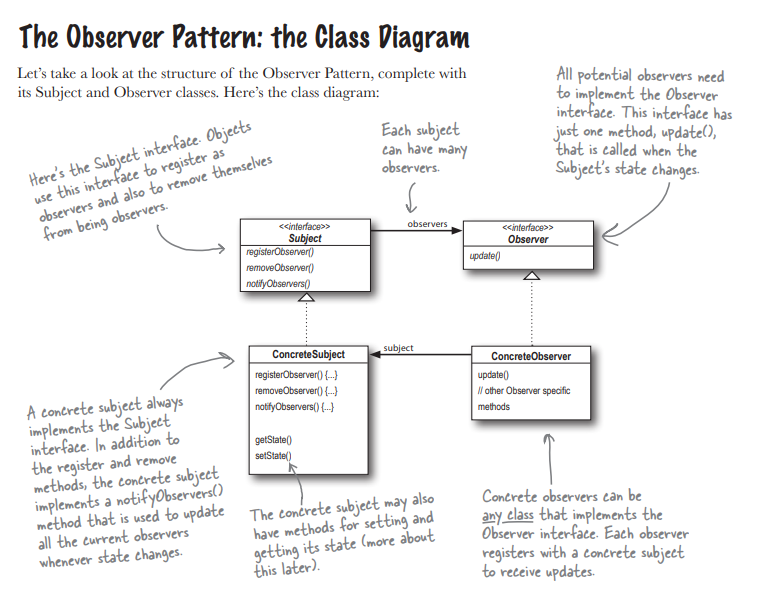 The Observer Pattern: the Class Diagram
Let's take a look at the structure of the Observer Pattern, complete with
its Subject and Observer classes. Here's the class diagram:
Here's the Subject interface. Objects
use this interface to register as
observers and also to remove themselves
from being observers.
Each subject
can have many
observers.
All potential observers need
to implement the Observer
interface. This interface has
just one method, update(),
that is called when the
Subject's state changes.
<<interface>>
Subject
registerObserver()
removeObserver()
notifyObservers()
observers
<<interface>>
Observer
update()
ConcreteSubject
registerObserver() {...}
removeObserver() {...}
notifyObservers() {...}
getState()
setState()
subject
ConcreteObserver
update()
// other Observer specific
methods
A concrete subject always
implements the Subject
interface. In addition to
the register and remove
methods, the concrete subject
implements a notifyObservers()
method that is used to update
all the current observers
whenever state changes.
The concrete subject may also
have methods for setting and
getting its state (more about
this later).
Concrete observers can be
any class that implements the
Observer interface. Each observer
registers with a concrete subject
to receive updates.